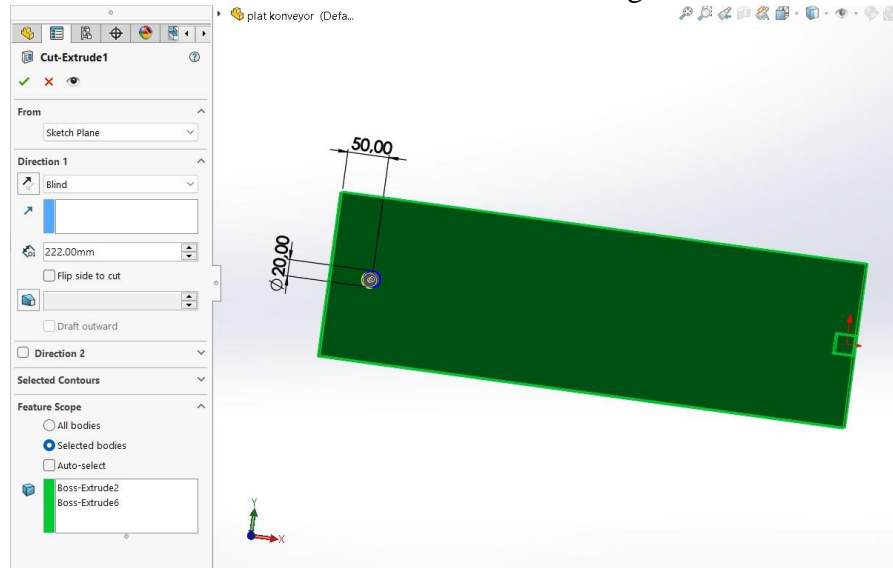 plat konveyor (Defa...
Cut-Extrude1
From
Sketch Plane
Direction 1
Blind
222.00mm
Flip side to cut
Draft outward
Direction 2
Selected Contours
Feature Scope
All bodies
Selected bodies
Auto-select
Boss-Extrude2
Boss-Extrude6
50,00
Ø20,00
Y
X